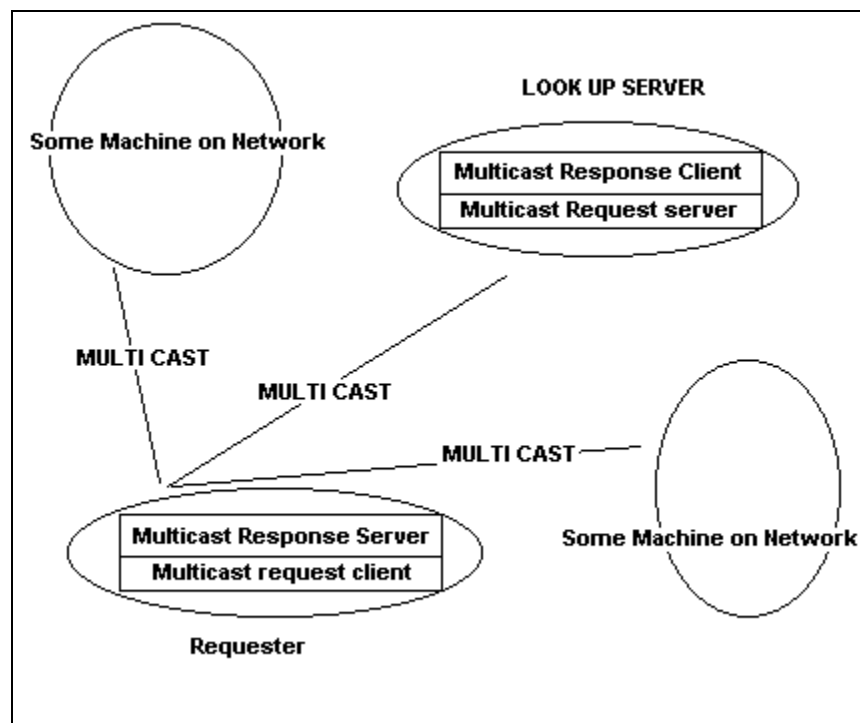 LOOK UP SERVER
Some Machine on Network
Multicast Response Client
Multicast Request server
MULTI CAST
MULTI CAST
MULTI CAST
Multicast Response Server
Some Machine on Network
Multicast request client
Requester